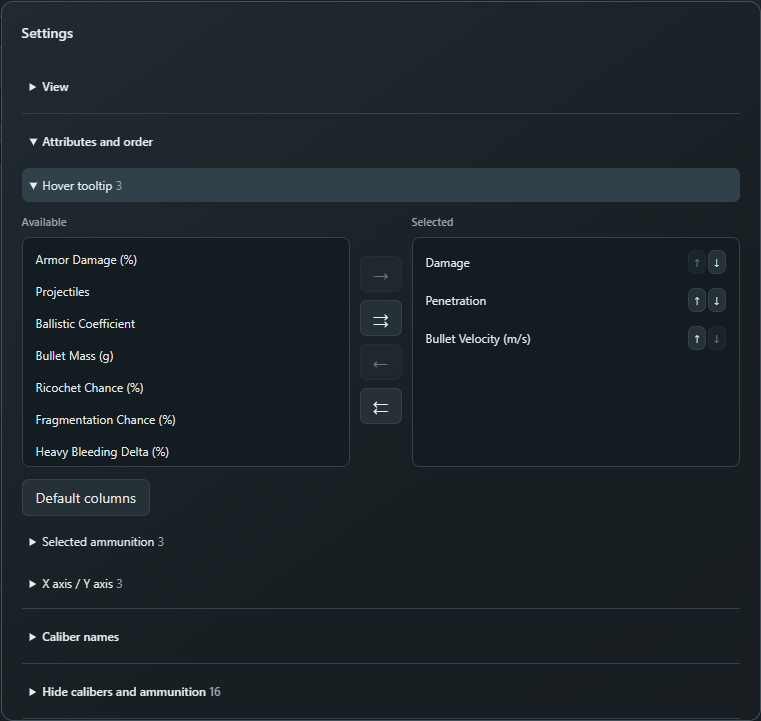 Settings
View
Attributes and order
Hover tooltip 3
Available
Selected
Armor Damage (%)
Projectiles
Ballistic Coefficient
Bullet Mass (g)
Ricochet Chance (%)
Fragmentation Chance (%)
Heavy Bleeding Delta (%)
→
⇉
←
⇇
Damage ↑ ↓
Penetration ↑ ↓
Bullet Velocity (m/s) ↑ ↓
Default columns
Selected ammunition 3
X axis / Y axis 3
Caliber names
Hide calibers and ammunition 16